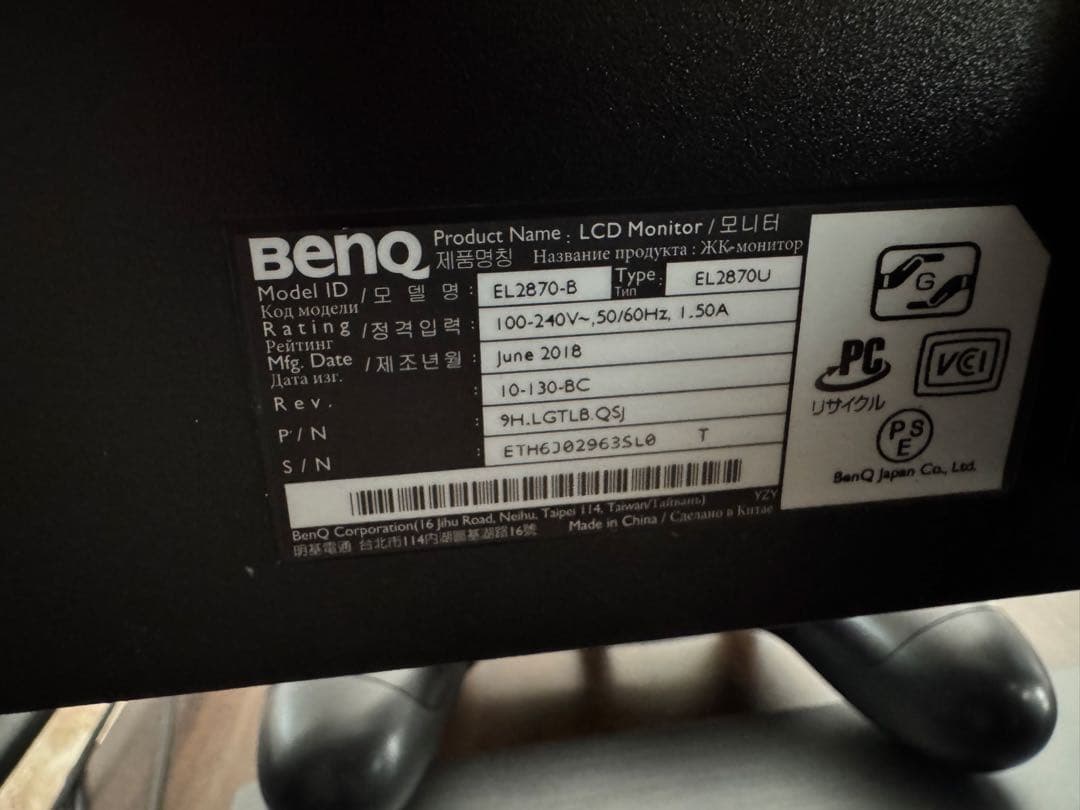 BenQ
Product Name : LCD Monitor / 모니터
제품명칭 Название продукта : ЖК-монитор
Model ID / 모 델 명 : EL2870-B Type : EL2870U
Код модели Тип
Rating / 정격입력 : 100-240V~,50/60Hz, 1.50A
Рейтинг
Mfg. Date / 제조년월 : June 2018
Дата изг.
Rev. : 10-130-BC
P/N : 9H.LGTLB.QSJ
S/N : ETH6J02963SL0 T
YZY
BenQ Corporation(16 Jihu Road, Neihu, Taipei 114, Taiwan/Тайвань)
明基電通 台北市114內湖區基湖路16號 Made in China / Сделано в Китае
G
PC
リサイクル
VCCI
PSE
BenQ Japan Co., Ltd.